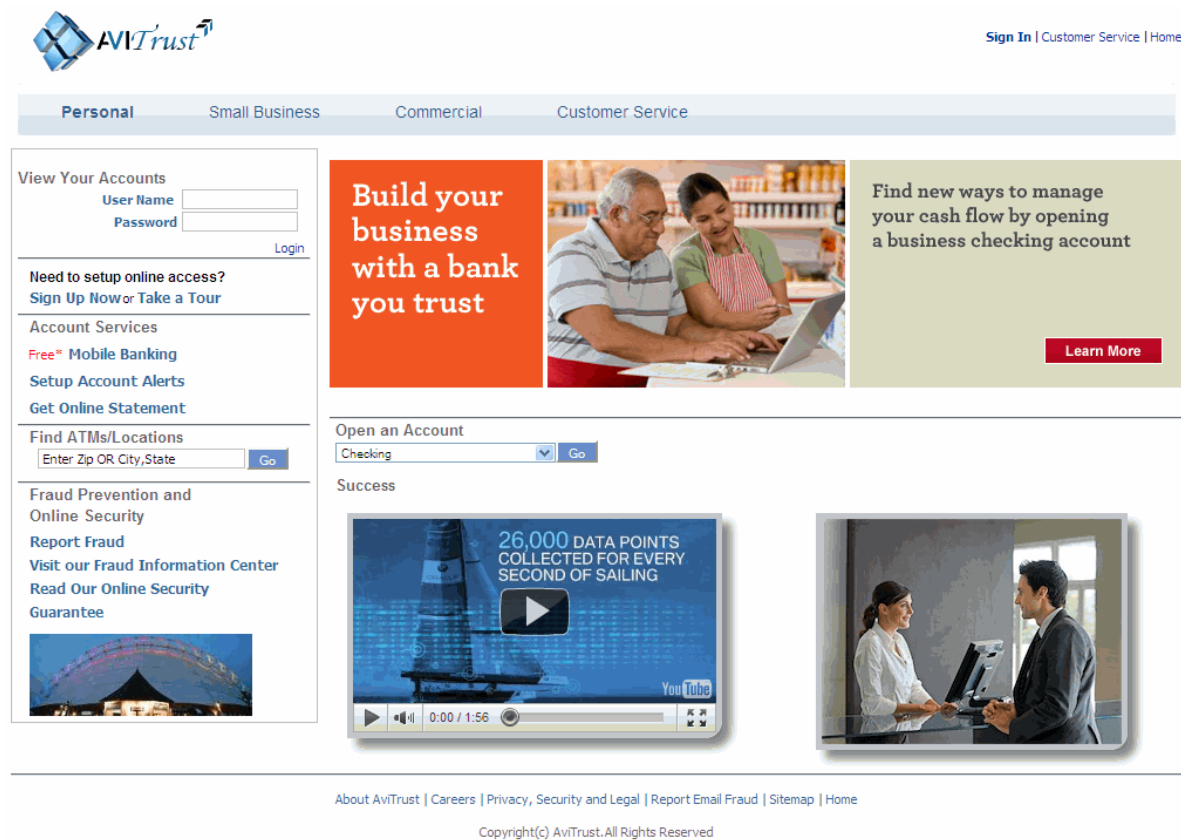 AVITrust
Sign In | Customer Service | Home
Personal Small Business Commercial Customer Service
View Your Accounts
User Name
Password
Login
Need to setup online access?
Sign Up Now or Take a Tour
Account Services
Free* Mobile Banking
Setup Account Alerts
Get Online Statement
Find ATMs/Locations
Enter Zip OR City,State Go
Fraud Prevention and
Online Security
Report Fraud
Visit our Fraud Information Center
Read Our Online Security
Guarantee
Build your
business
with a bank
you trust
Find new ways to manage
your cash flow by opening
a business checking account
Learn More
Open an Account
Checking Go
Success
26,000 DATA POINTS
COLLECTED FOR EVERY
SECOND OF SAILING
YouTube
0:00 / 1:56
About AviTrust | Careers | Privacy, Security and Legal | Report Email Fraud | Sitemap | Home
Copyright(c) AviTrust.All Rights Reserved